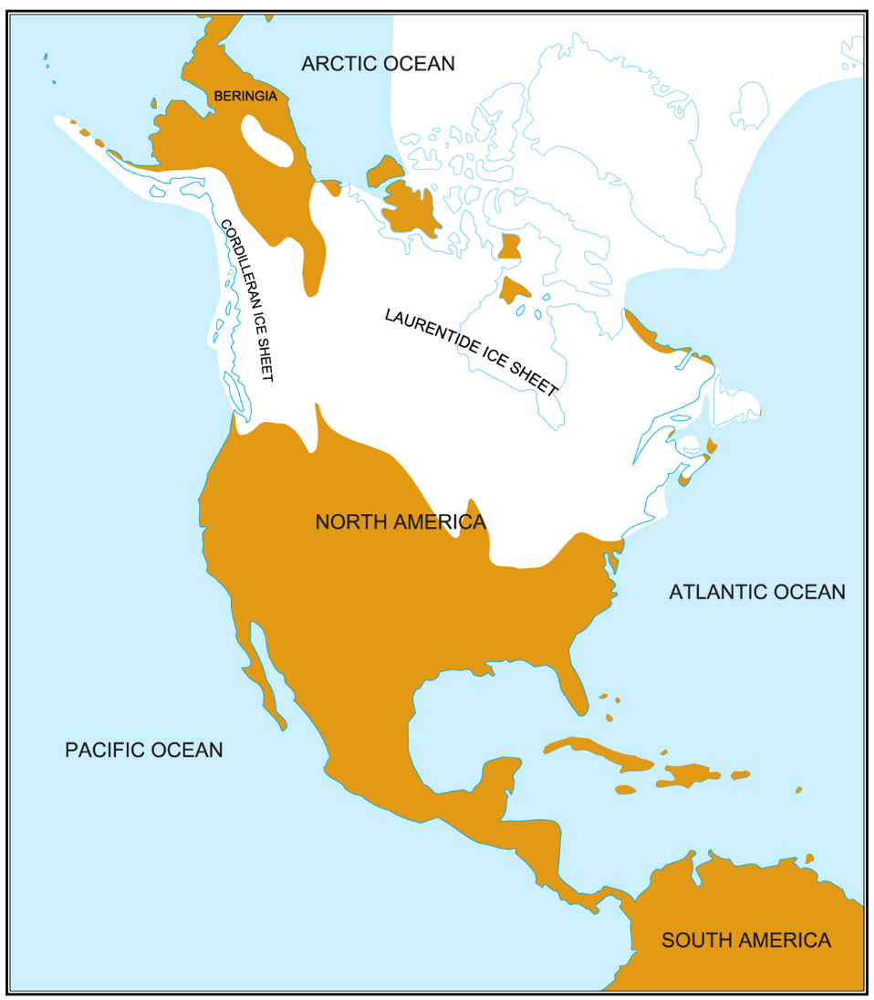 ARCTIC OCEAN
BERINGIA
CORDILLERAN ICE SHEET
LAURENTIDE ICE SHEET
NORTH AMERICA
ATLANTIC OCEAN
PACIFIC OCEAN
SOUTH AMERICA